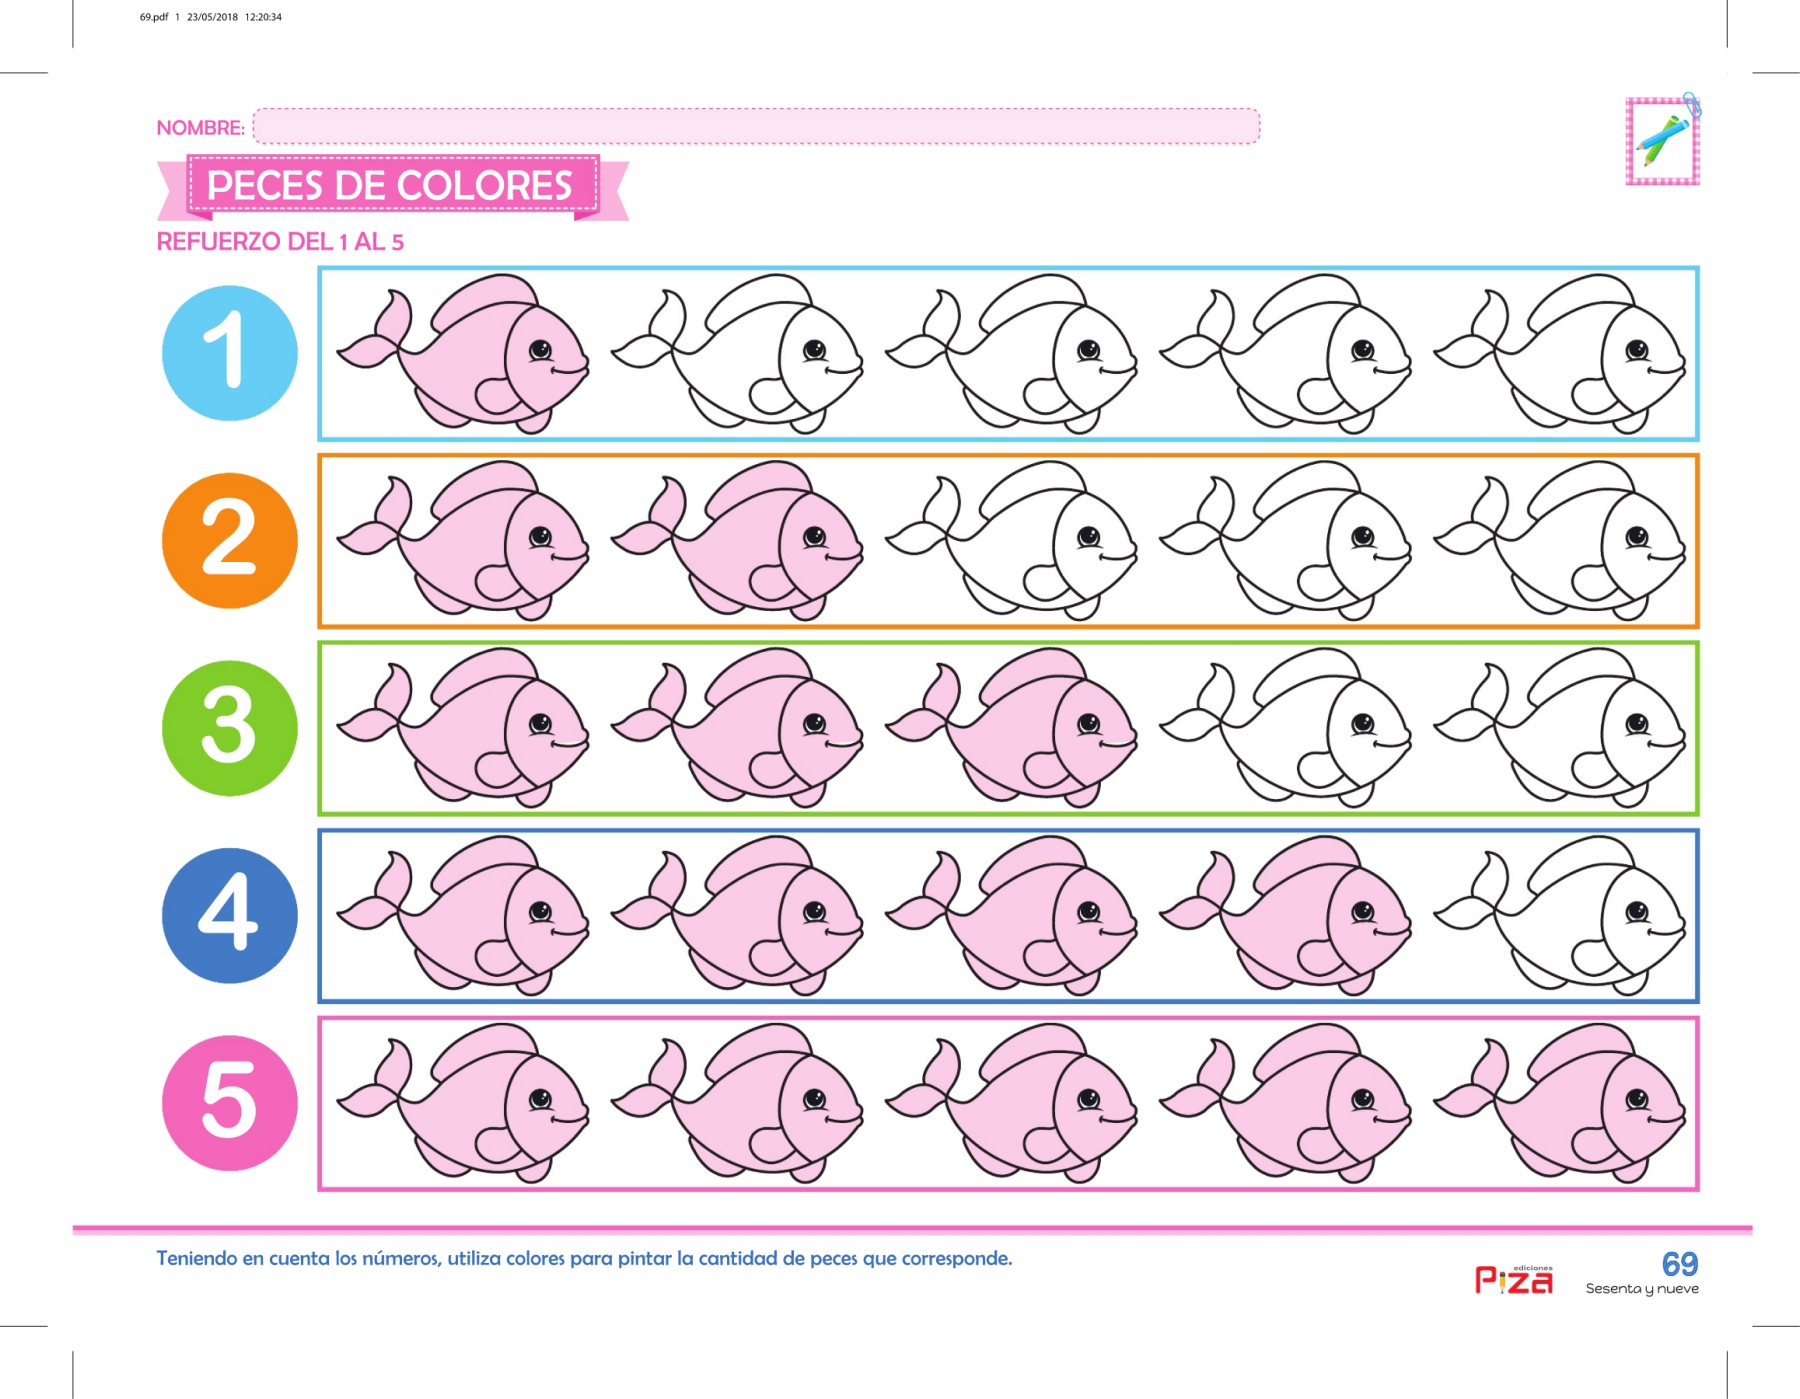 69.pdf 1 23/05/2018 12:20:34
NOMBRE:
PECES DE COLORES
REFUERZO DEL 1 AL 5
1
2
3
4
5
Teniendo en cuenta los números, utiliza colores para pintar la cantidad de peces que corresponde.
ediciones
Piza
69
Sesenta y nueve